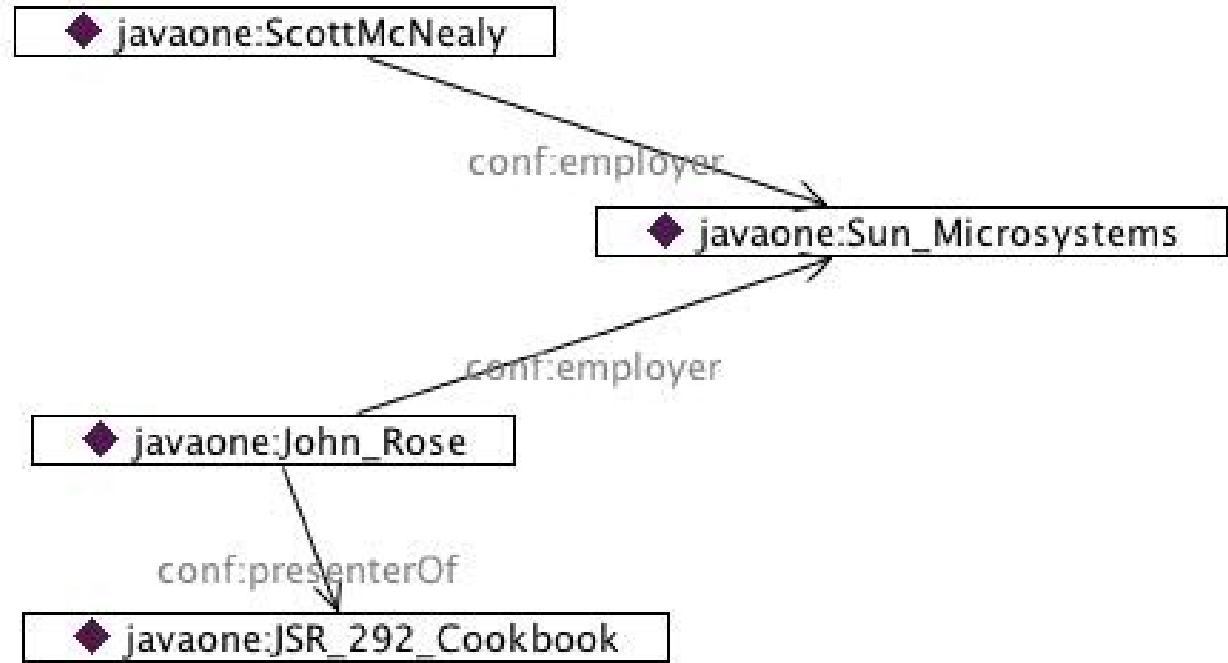 javaone:ScottMcNealy
conf:employer
javaone:Sun_Microsystems
conf:employer
javaone:John_Rose
conf:presenterOf
javaone:JSR_292_Cookbook